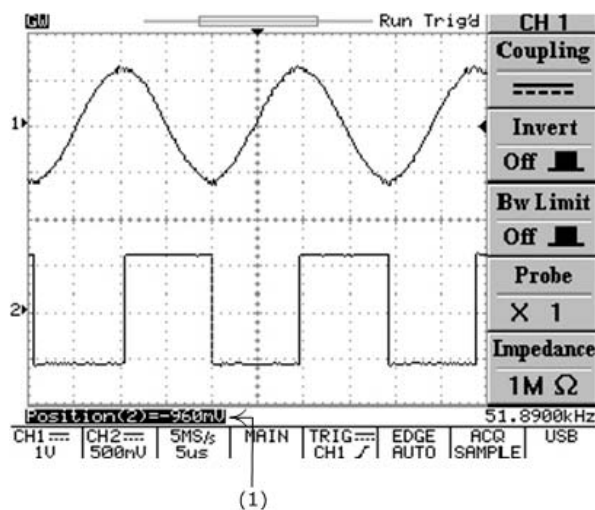 GW Run Trig'd CH 1
Coupling
1
Invert
Off
Bw Limit
Off
2
Probe
X 1
Impedance
1M Ω
Position(2)=-960mV 51.8900kHz
CH1 CH2 5MS/s MAIN TRIG EDGE ACQ USB
1V 500mV 5us CH1 AUTO SAMPLE
(1)